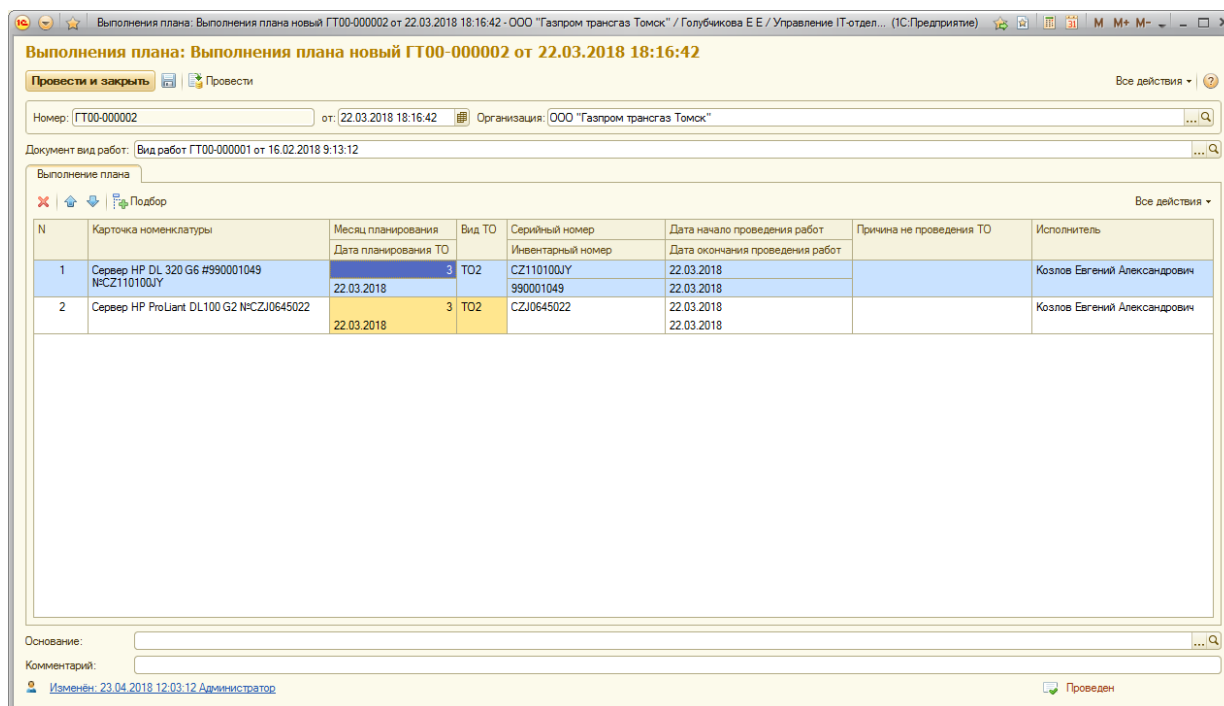 Выполнения плана: Выполнения плана новый ГТ00-000002 от 22.03.2018 18:16:42 - ООО "Газпром трансгаз Томск" / Голубчикова Е Е / Управление IT-отдел... (1С:Предприятие) M M+ M-
Выполнения плана: Выполнения плана новый ГТ00-000002 от 22.03.2018 18:16:42
Провести и закрыть Провести Все действия
Номер: ГТ00-000002 от: 22.03.2018 18:16:42 Организация: ООО "Газпром трансгаз Томск" ...
Документ вид работ: Вид работ ГТ00-000001 от 16.02.2018 9:13:12 ...
Выполнение плана
Подбор Все действия
N Карточка номенклатуры Месяц планирования Вид ТО Серийный номер Дата начало проведения работ Причина не проведения ТО Исполнитель
Дата планирования ТО Инвентарный номер Дата окончания проведения работ
1 Сервер HP DL 320 G6 #990001049 3 ТО2 CZ110100JY 22.03.2018 Козлов Евгений Александрович
№CZ110100JY 22.03.2018 990001049 22.03.2018
2 Сервер HP ProLiant DL100 G2 №CZJ0645022 3 ТО2 CZJ0645022 22.03.2018 Козлов Евгений Александрович
22.03.2018 22.03.2018
Основание: ...
Комментарий:
Изменён: 23.04.2018 12:03:12 Администратор Проведен